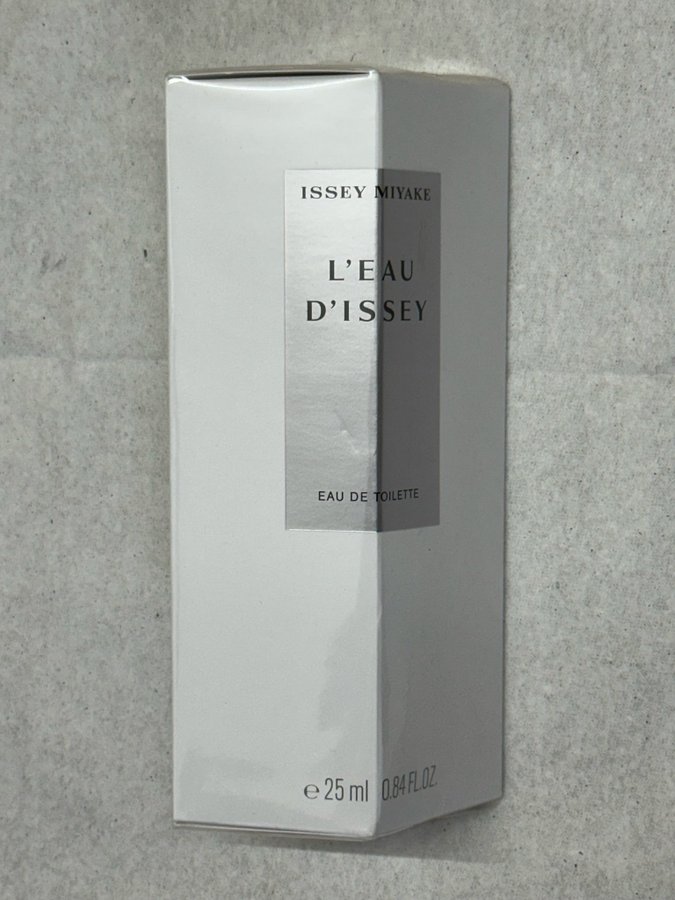 ISSEY MIYAKE
L'EAU
D'ISSEY
EAU DE TOILETTE
℮ 25 ml 0.84 FL.OZ.